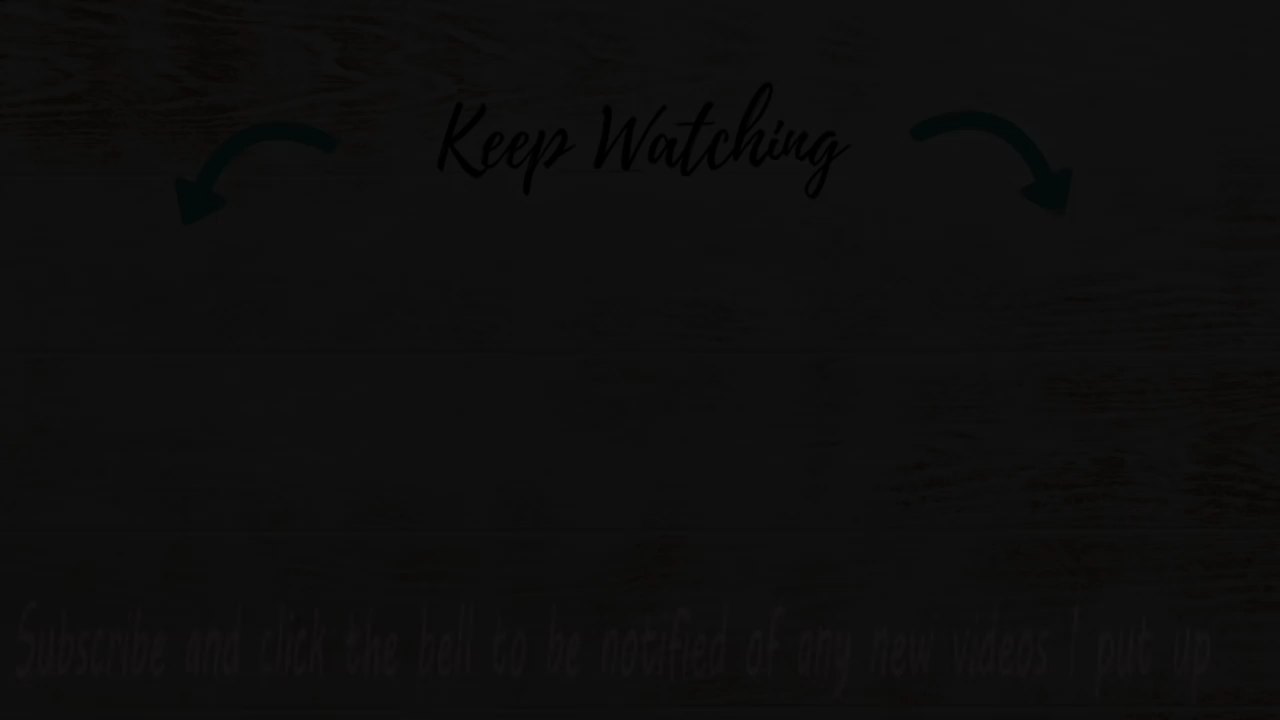 Keep Watching
Subscribe and click the bell to be notified of any new videos I put up